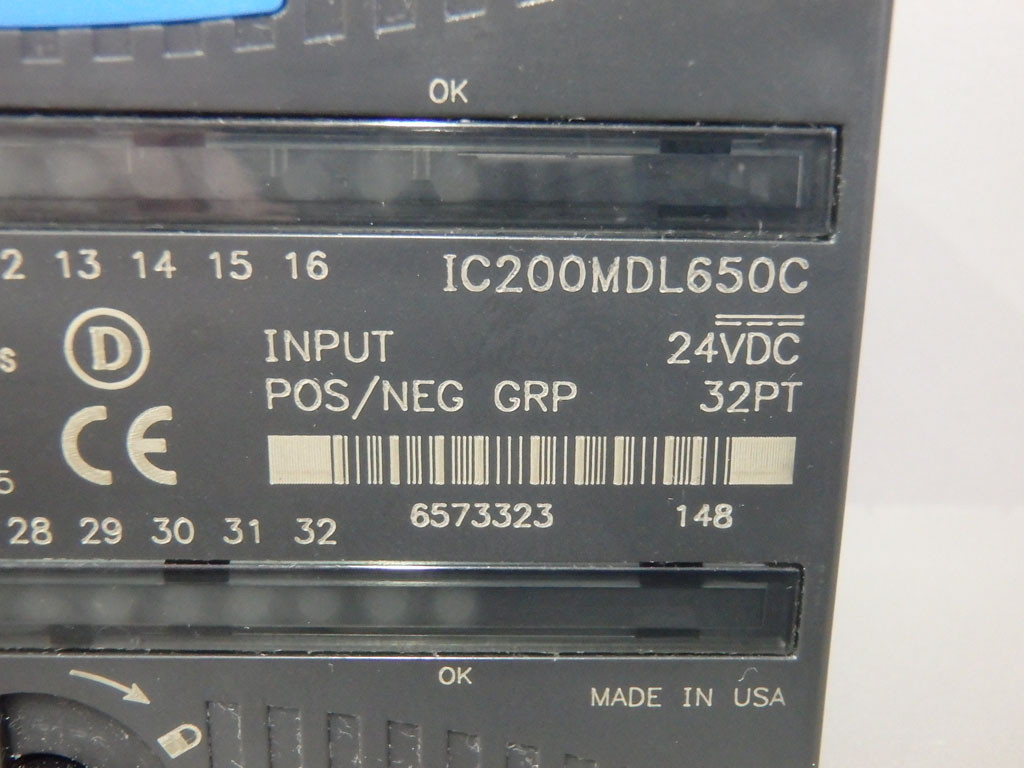 OK
2 13 14 15 16
IC200MDL650C
D
INPUT 24VDC
s
POS/NEG GRP 32PT
CE
5
6573323 148
28 29 30 31 32
OK
MADE IN USA